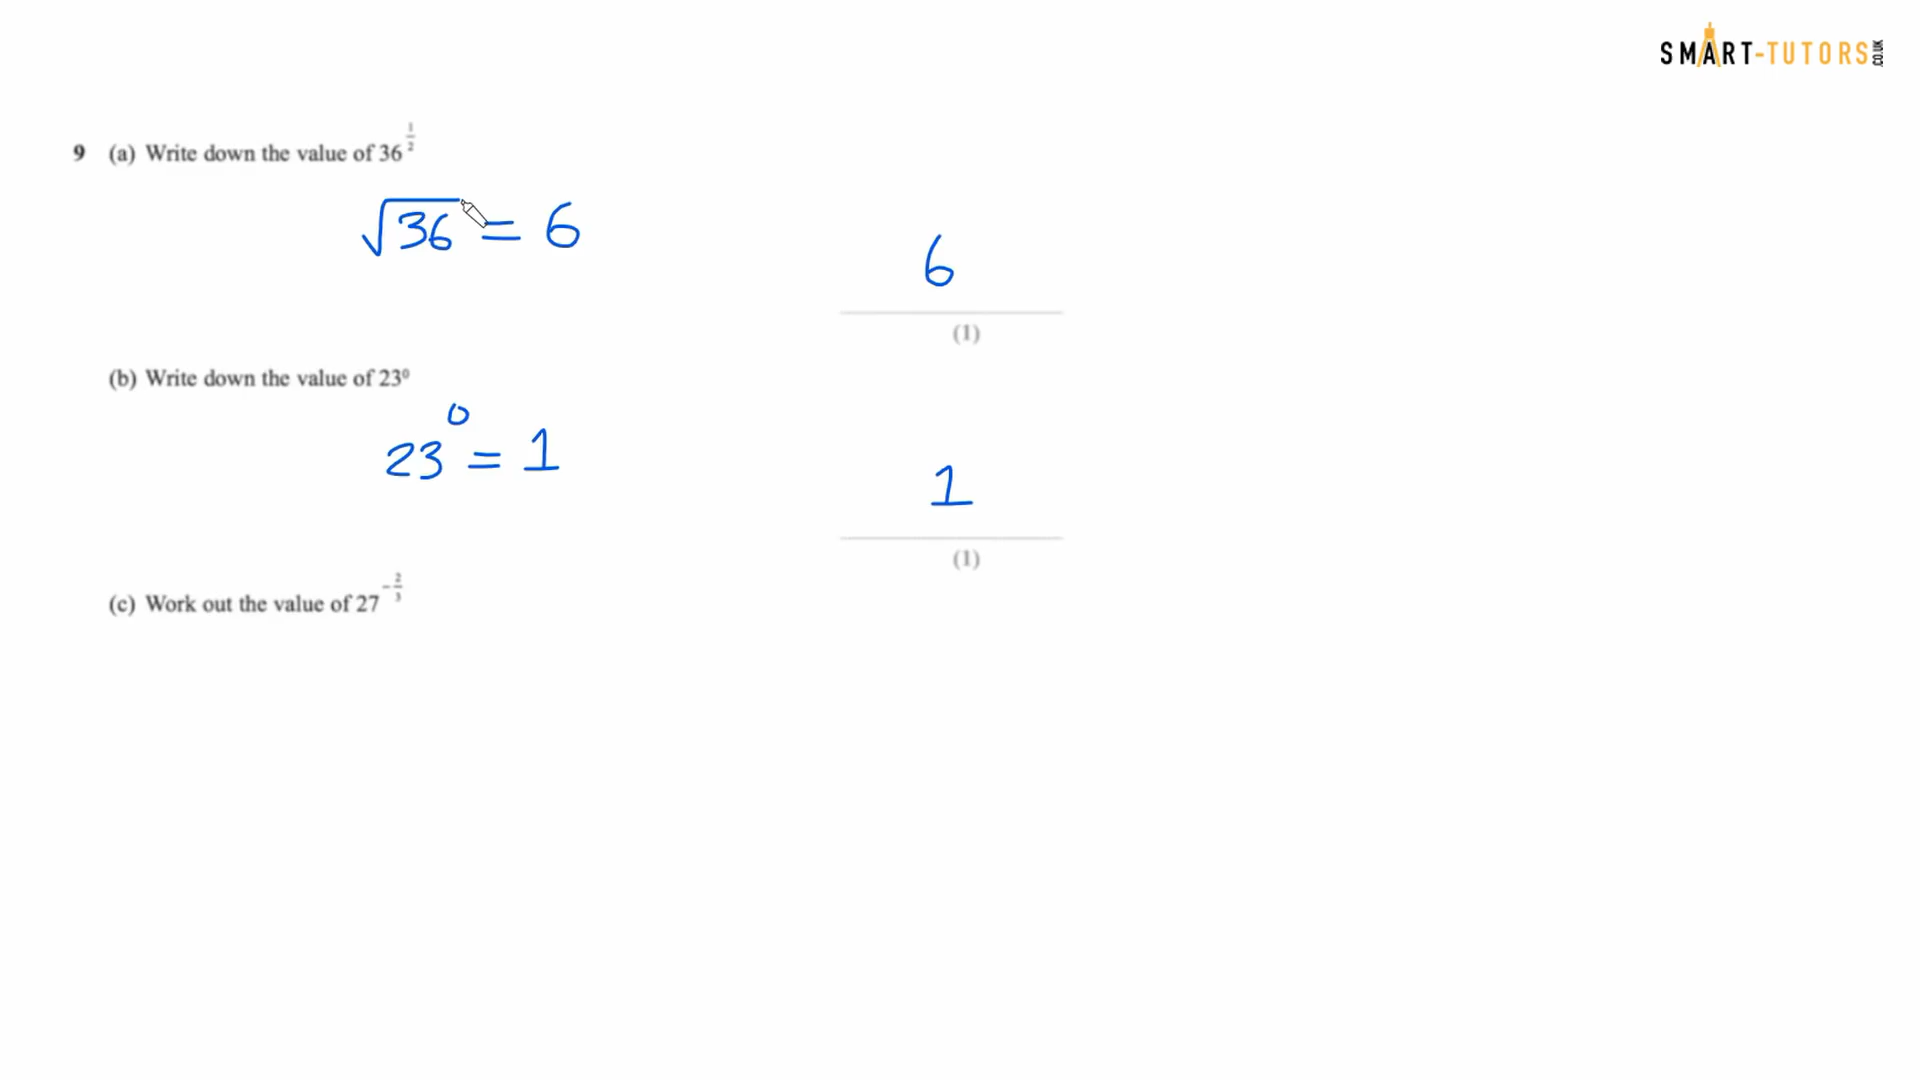 SMART-TUTORS.CO.UK
9 (a) Write down the value of 36^(1/2)
√36 = 6
6
(1)
(b) Write down the value of 23⁰
23⁰ = 1
1
(1)
(c) Work out the value of 27^(-2/3)